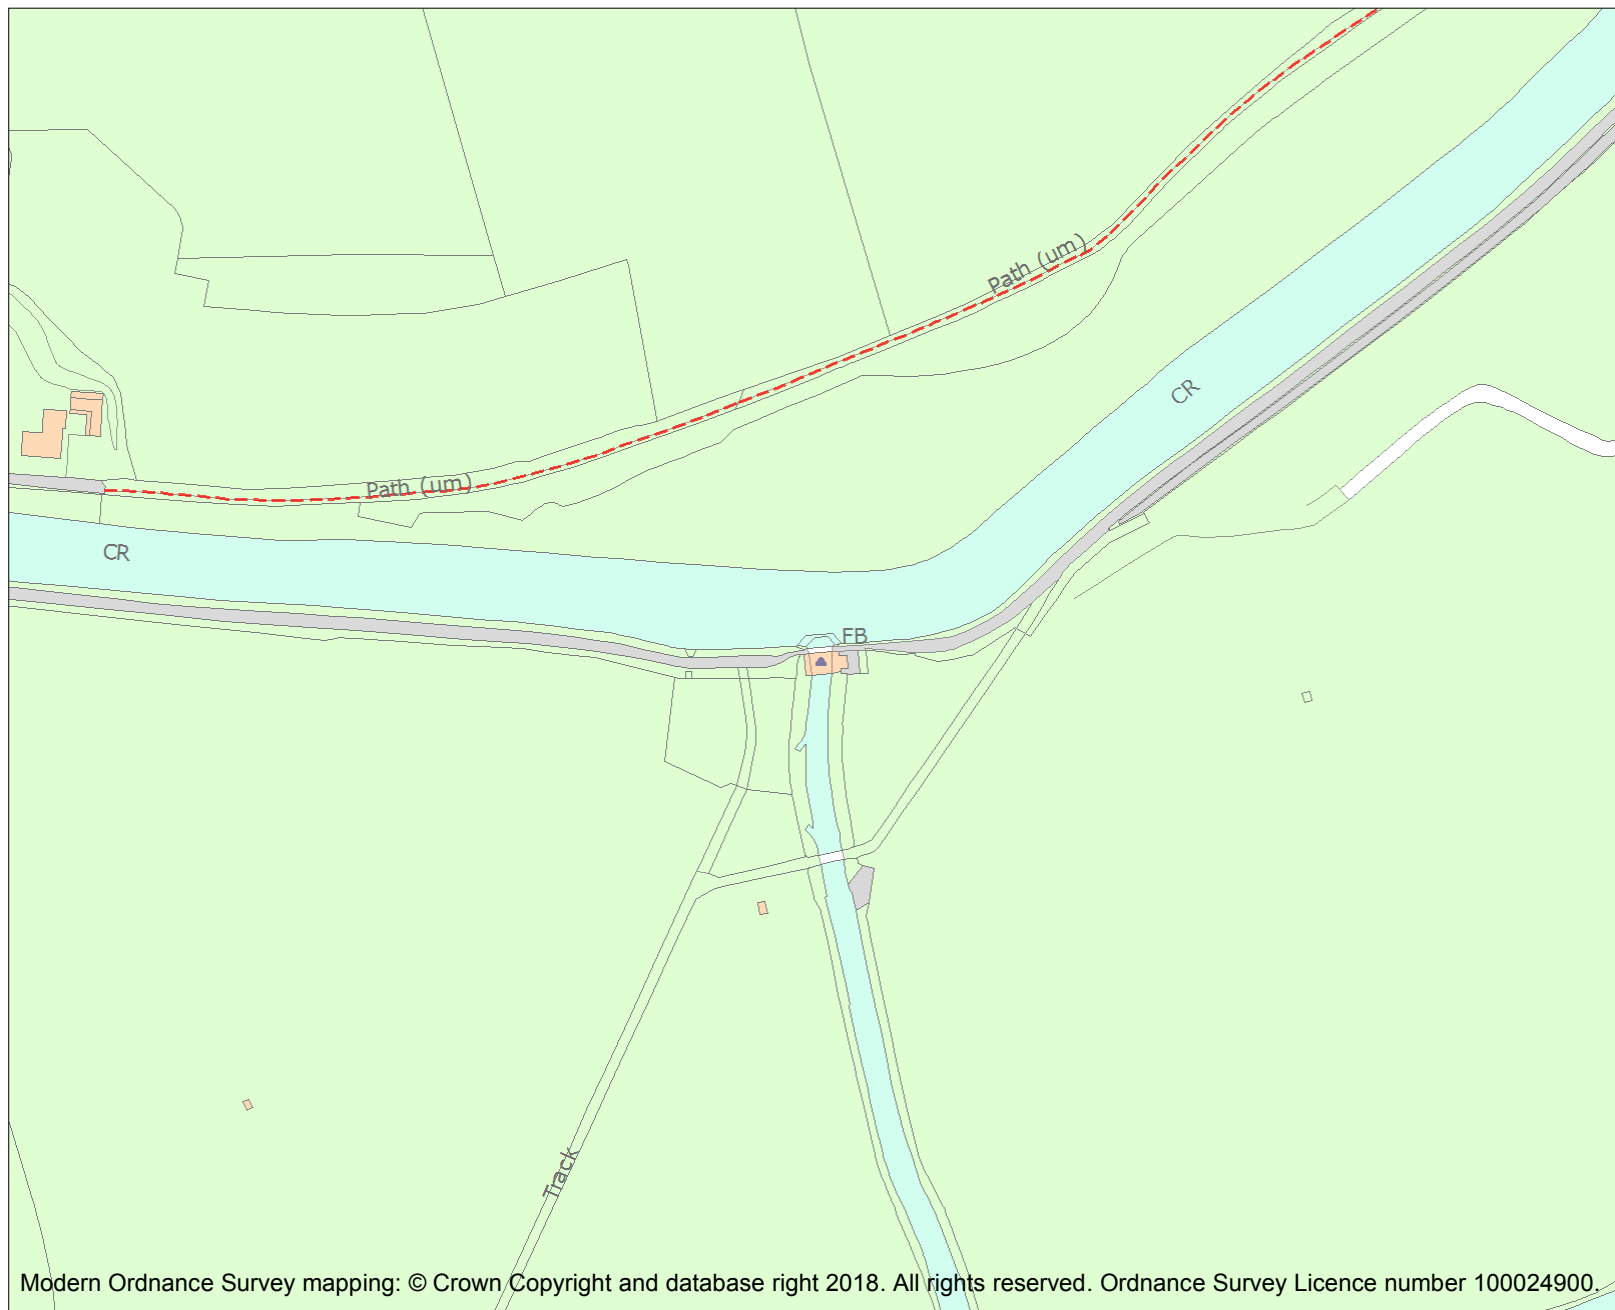 Path (um)
CR
Path (um)
CR
FB
Track
Modern Ordnance Survey mapping: © Crown Copyright and database right 2018. All rights reserved. Ordnance Survey Licence number 100024900.